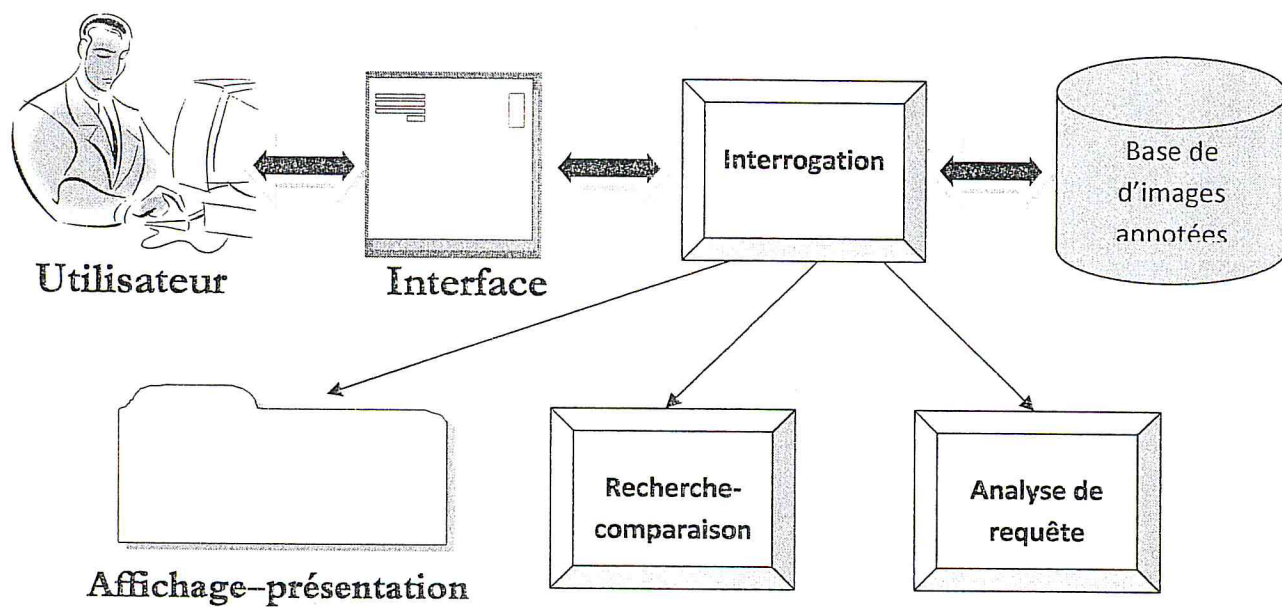 Interrogation
Base de
d'images
annotées
Utilisateur
Interface
Recherche-
comparaison
Analyse de
requête
Affichage-présentation